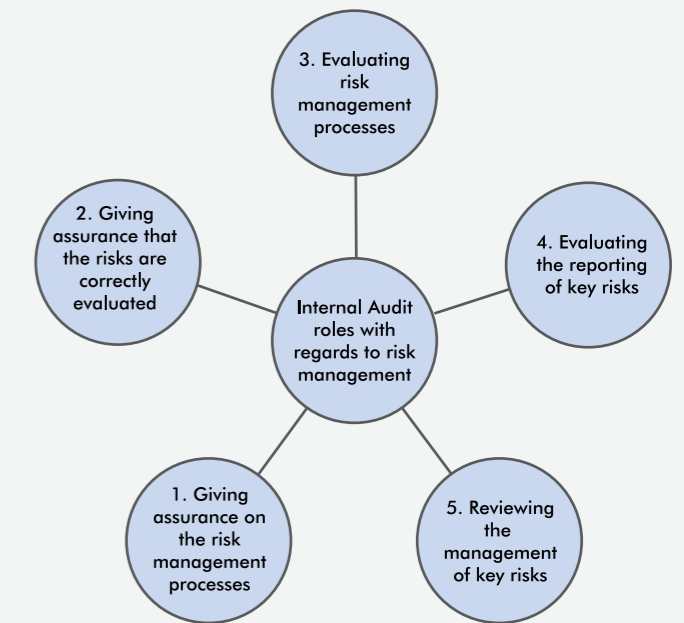 3. Evaluating
risk
management
processes
2. Giving
assurance that
the risks are
correctly
evaluated
4. Evaluating
the reporting
of key risks
Internal Audit
roles with
regards to risk
management
1. Giving
assurance on
the risk
management
processes
5. Reviewing
the
management
of key risks